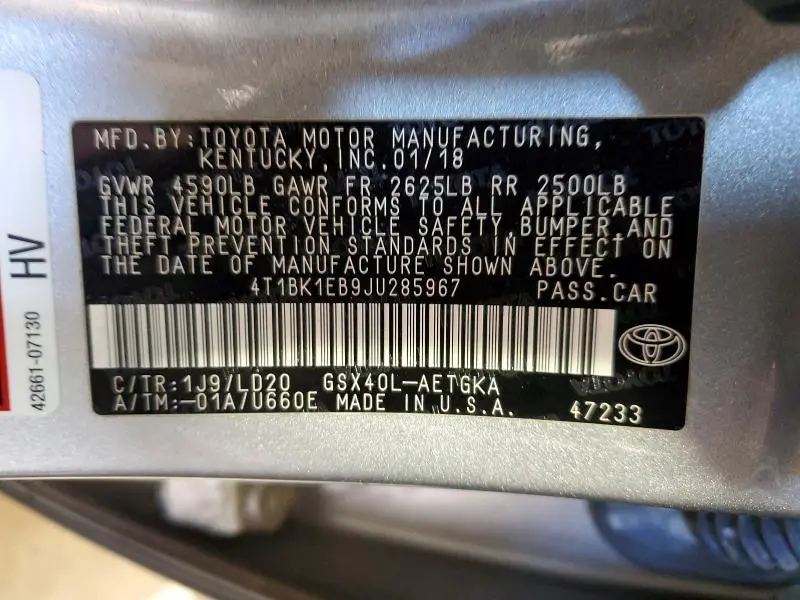 MFD.BY:TOYOTA MOTOR MANUFACTURING,
KENTUCKY, INC.01/18
GVWR 4590LB GAWR FR 2625LB RR 2500LB
THIS VEHICLE CONFORMS TO ALL APPLICABLE
FEDERAL MOTOR VEHICLE SAFETY,BUMPER,AND
THEFT PREVENTION STANDARDS IN EFFECT ON
THE DATE OF MANUFACTURE SHOWN ABOVE.
4T1BK1EB9JU285967 PASS.CAR
C/TR:1J9/LD20 GSX40L-AETGKA
A/TM:-01A/U660E MADE IN U.S.A. 47233
HV
42661-07130